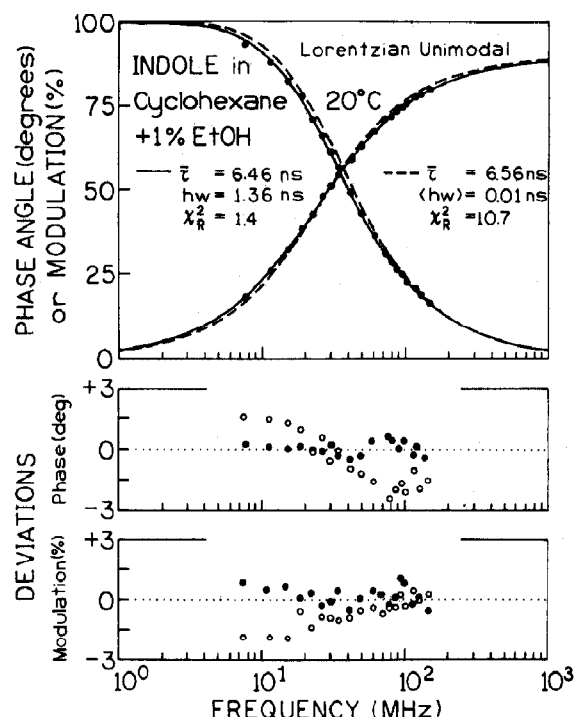 PHASE ANGLE (degrees)
or MODULATION (%)
100
75
50
25
0
INDOLE in
Cyclohexane
+1% EtOH
Lorentzian Unimodal
20°C
τ̄ = 6.46 ns
hw = 1.36 ns
χ²R = 1.4
τ̄ = 6.56 ns
⟨hw⟩ = 0.01 ns
χ²R = 10.7
DEVIATIONS
Phase(deg)
+3
0
-3
Modulation(%)
+3
0
-3
10⁰ 10¹ 10² 10³
FREQUENCY (MHz)